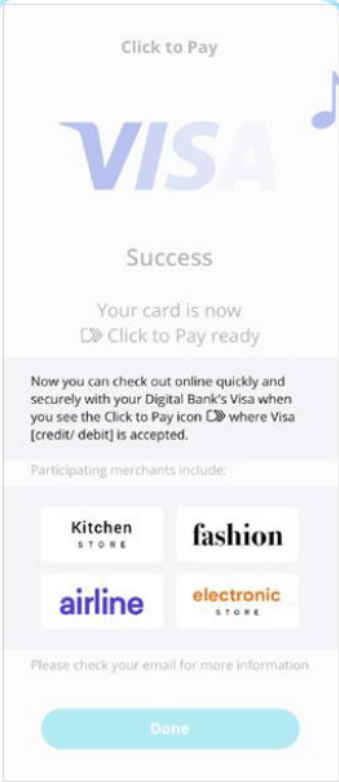 Click to Pay
VISA
Success
Your card is now
Click to Pay ready
Now you can check out online quickly and
securely with your Digital Bank's Visa when
you see the Click to Pay icon where Visa
[credit/ debit] is accepted.
Participating merchants include:
Kitchen
STORE
fashion
airline
electronic
STORE
Please check your email for more information
Done